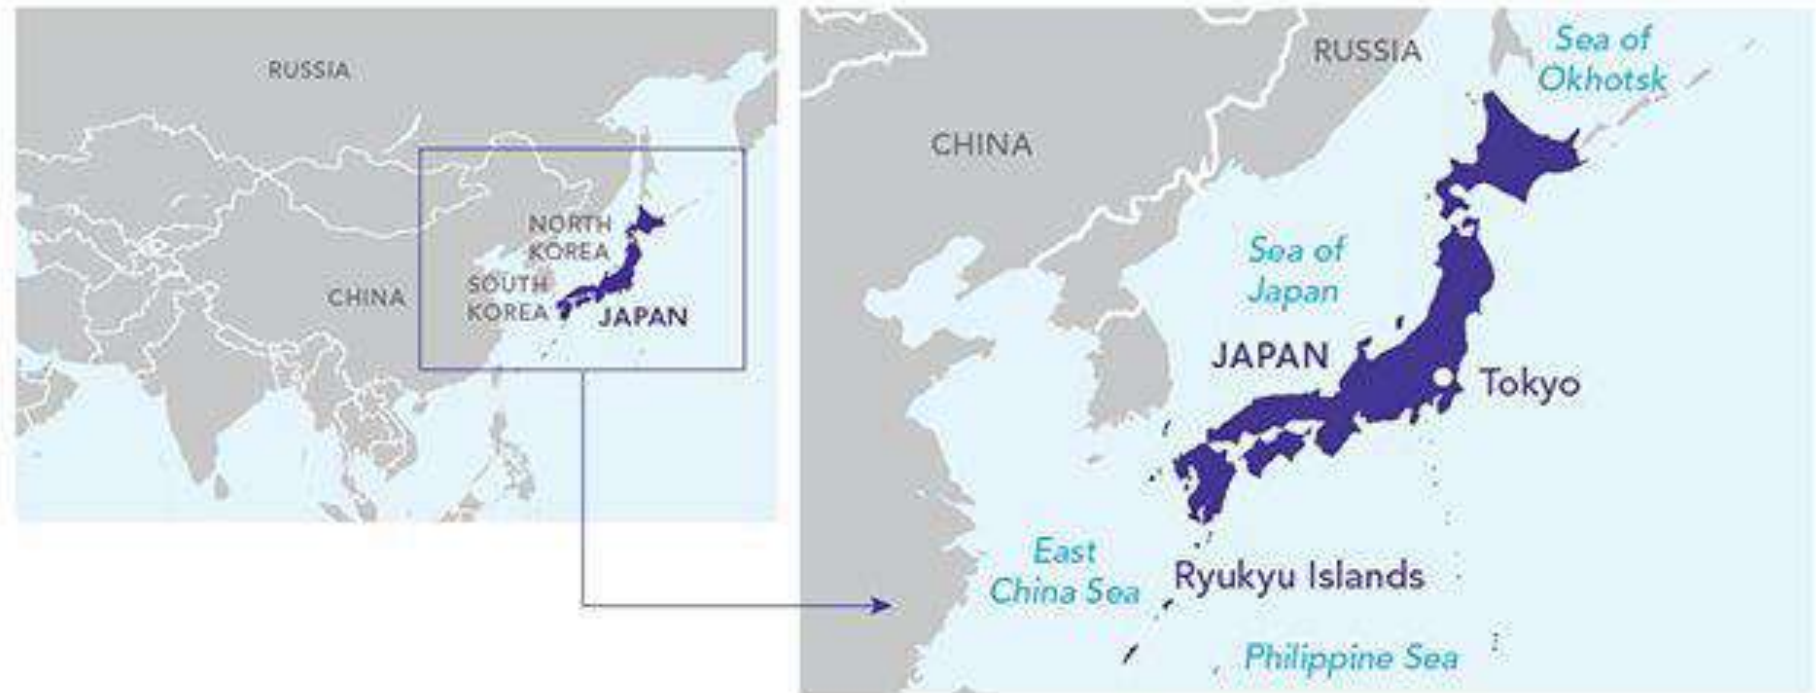 RUSSIA
NORTH
KOREA
SOUTH
KOREA
CHINA
JAPAN
RUSSIA
Sea of
Okhotsk
CHINA
Sea of
Japan
JAPAN
Tokyo
East
China Sea
Ryukyu Islands
Philippine Sea